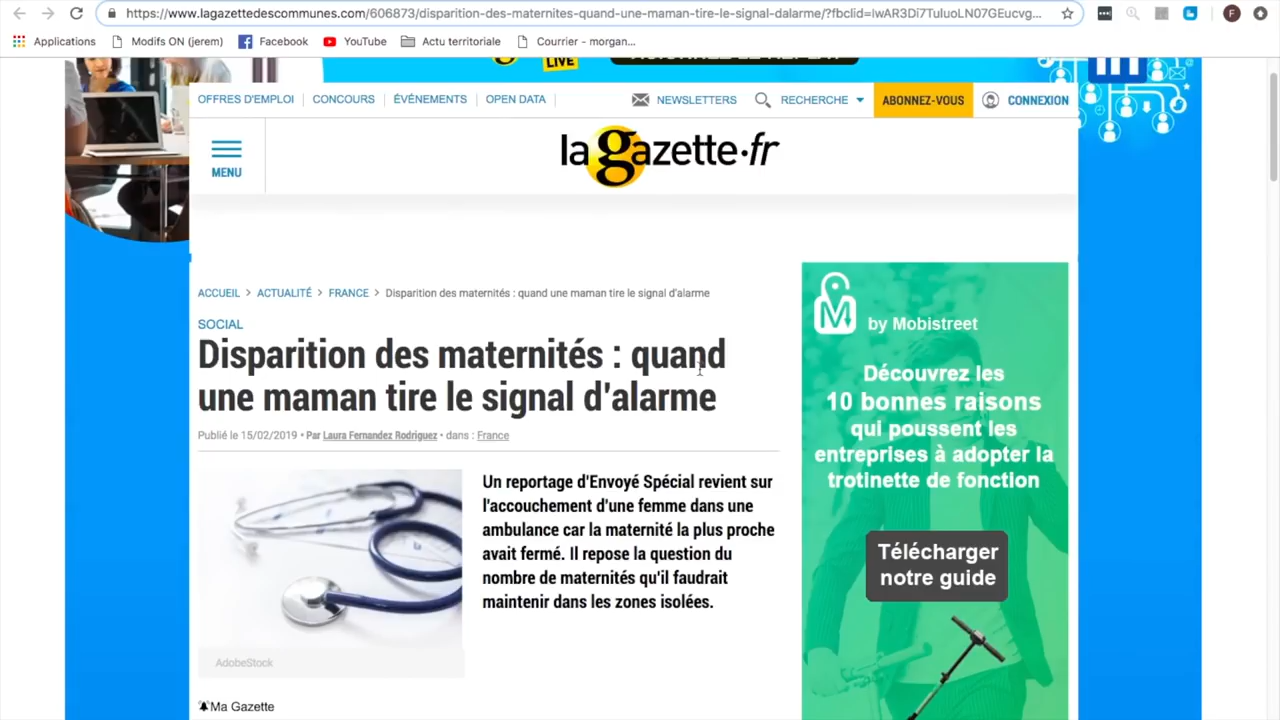 https://www.lagazettedescommunes.com/606873/disparition-des-maternites-quand-une-maman-tire-le-signal-dalarme/?fbclid=IwAR3Di7TuluoLN07GEucvg...
F
Applications
Modifs ON (jerem)
Facebook
YouTube
Actu territoriale
Courrier - morgan...
LIVE
in
OFFRES D'EMPLOI
CONCOURS
ÉVÉNEMENTS
OPEN DATA
NEWSLETTERS
RECHERCHE
ABONNEZ-VOUS
CONNEXION
MENU
la gazette.fr
ACCUEIL > ACTUALITÉ > FRANCE > Disparition des maternités : quand une maman tire le signal d'alarme
SOCIAL
Disparition des maternités : quand
une maman tire le signal d'alarme
Publié le 15/02/2019 • Par Laura Fernandez Rodriguez • dans : France
Un reportage d'Envoyé Spécial revient sur
l'accouchement d'une femme dans une
ambulance car la maternité la plus proche
avait fermé. Il repose la question du
nombre de maternités qu'il faudrait
maintenir dans les zones isolées.
AdobeStock
Ma Gazette
M by Mobistreet
Découvrez les
10 bonnes raisons
qui poussent les
entreprises à adopter la
trotinette de fonction
Télécharger
notre guide